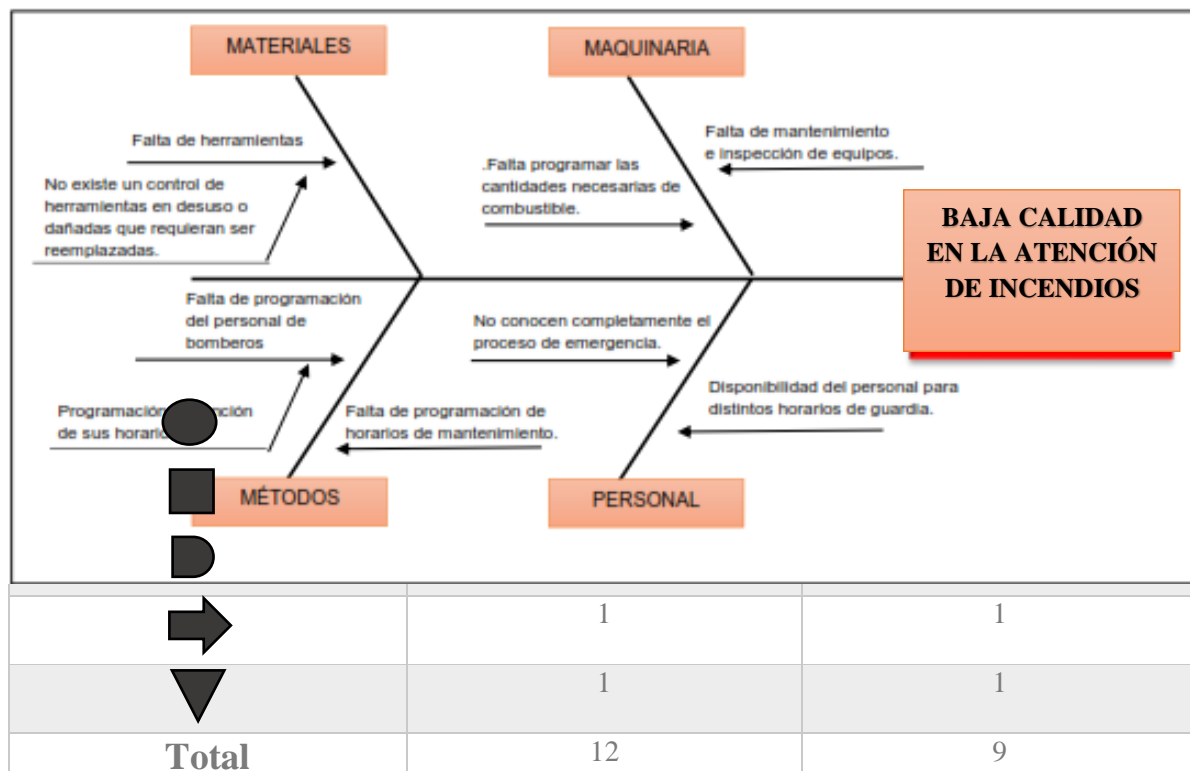 MATERIALES
MAQUINARIA
Falta de herramientas
No existe un control de
herramientas en desuso o
dañadas que requieran ser
reemplazadas.
.Falta programar las
cantidades necesarias de
combustible.
Falta de mantenimiento
e inspección de equipos.
BAJA CALIDAD
EN LA ATENCIÓN
DE INCENDIOS
Falta de programación
del personal de
bomberos
Programación
de sus
Falta de programación de
horarios de mantenimiento.
No conocen completamente el
proceso de emergencia.
Disponibilidad del personal para
distintos horarios de guardia.
MÉTODOS
PERSONAL
1 1
1 1
Total 12 9